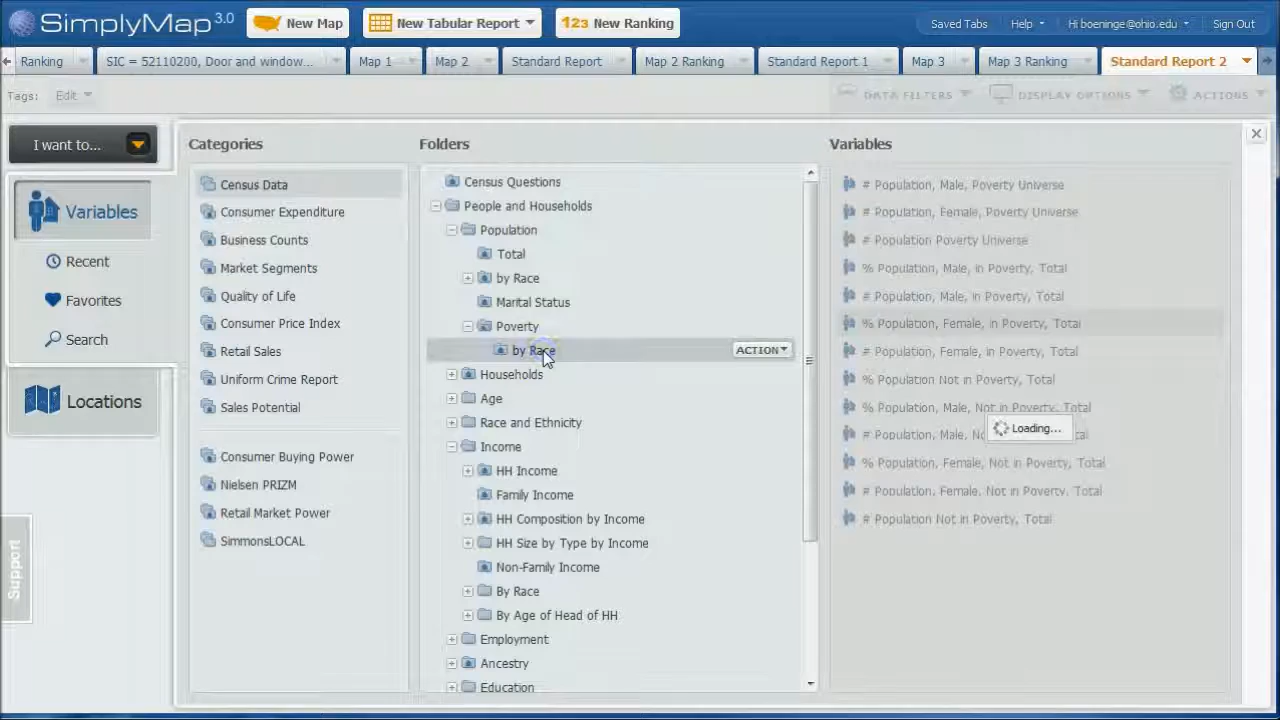 SimplyMap 3.0 New Map New Tabular Report 123 New Ranking Saved Tabs Help Hi boeninge@ohio.edu Sign Out
Ranking SIC = 52110200, Door and window... Map 1 Map 2 Standard Report Map 2 Ranking Standard Report 1 Map 3 Map 3 Ranking Standard Report 2
Tags: Edit DATA FILTERS DISPLAY OPTIONS ACTIONS
I want to...
Variables
Recent
Favorites
Search
Locations
Support
Categories
Census Data
Consumer Expenditure
Business Counts
Market Segments
Quality of Life
Consumer Price Index
Retail Sales
Uniform Crime Report
Sales Potential
Consumer Buying Power
Nielsen PRIZM
Retail Market Power
SimmonsLOCAL
Folders
Census Questions
People and Households
Population
Total
by Race
Marital Status
Poverty
by Race ACTION
Households
Age
Race and Ethnicity
Income
HH Income
Family Income
HH Composition by Income
HH Size by Type by Income
Non-Family Income
By Race
By Age of Head of HH
Employment
Ancestry
Education
Variables
# Population, Male, Poverty Universe
# Population, Female, Poverty Universe
# Population Poverty Universe
% Population, Male, in Poverty, Total
# Population, Male, in Poverty, Total
% Population, Female, in Poverty, Total
# Population, Female, in Poverty, Total
% Population Not in Poverty, Total
% Population, Male, Not in Poverty, Total
Loading...
# Population, Male, No
% Population, Female, Not in Poverty, Total
# Population, Female, Not in Poverty, Total
# Population Not in Poverty, Total